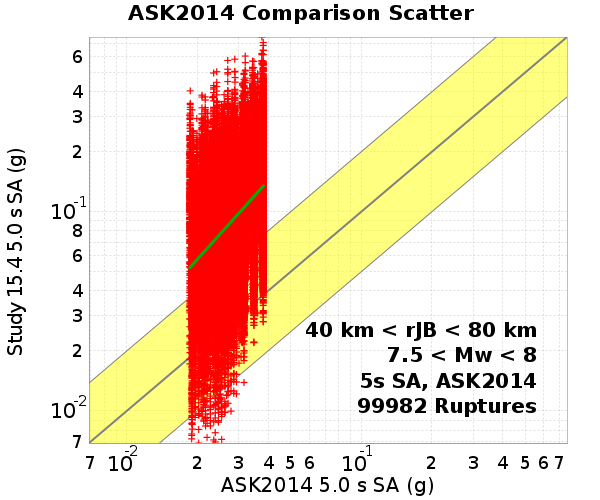 ASK2014 Comparison Scatter
Study 15.4 5.0 s SA (g)
6
4
3
2
10-1
8
6
4
3
2
10-2
7
40 km < rJB < 80 km
7.5 < Mw < 8
5s SA, ASK2014
99982 Ruptures
7 10-2 2 3 4 5 6 10-1 2 3 4 5 6 7
ASK2014 5.0 s SA (g)